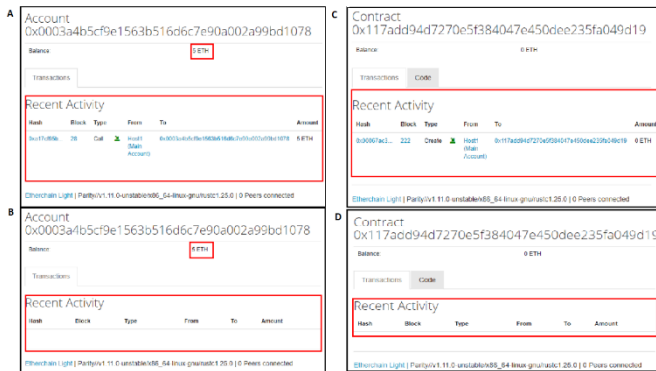 A
Account
0x0003a4b5cf9e1563b516d6c7e90a002a99bd1078
Balance 5 ETH
Transactions
Recent Activity
Hash Block Type From To Amount
28 Call Host1 (Main Account) 0x0003a4b5cf9e1563b516d6c7e90a002a99bd1078 5 ETH
Etherchain Light | Parity//v1.11.0-unstable/x86_64-linux-gnu/rustc1.25.0 | 0 Peers connected
B
Account
0x0003a4b5cf9e1563b516d6c7e90a002a99bd1078
Balance 5 ETH
Transactions
Recent Activity
Hash Block Type From To Amount
Etherchain Light | Parity//v1.11.0-unstable/x86_64-linux-gnu/rustc1.25.0 | 0 Peers connected
C
Contract
0x117add94d7270e5f384047e450dee235fa049d19
Balance 0 ETH
Transactions Code
Recent Activity
Hash Block Type From To Amount
222 Create Host1 (Main Account) 0x117add94d7270e5f384047e450dee235fa049d19 0 ETH
Etherchain Light | Parity//v1.11.0-unstable/x86_64-linux-gnu/rustc1.25.0 | 0 Peers connected
D
Contract
0x117add94d7270e5f384047e450dee235fa049d19
Balance 0 ETH
Transactions Code
Recent Activity
Hash Block Type From To Amount
Etherchain Light | Parity//v1.11.0-unstable/x86_64-linux-gnu/rustc1.25.0 | 0 Peers connected